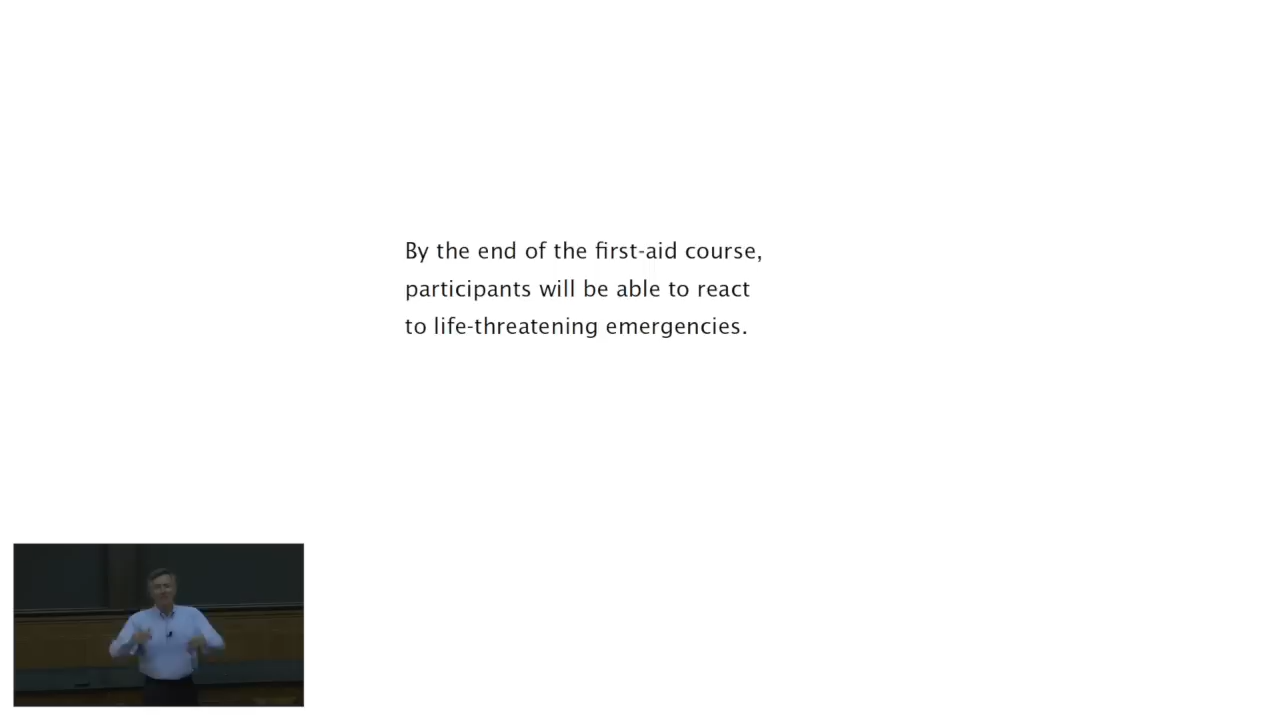 By the end of the first-aid course,
participants will be able to react
to life-threatening emergencies.